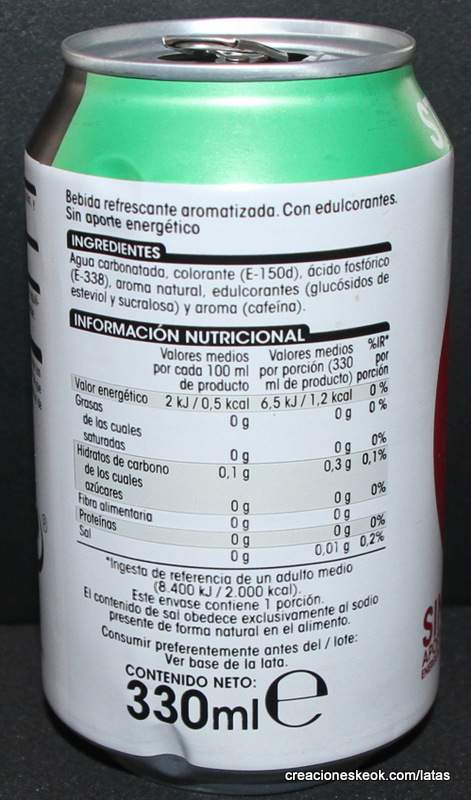 Bebida refrescante aromatizada. Con edulcorantes.
Sin aporte energético
INGREDIENTES
Agua carbonatada, colorante (E-150d), ácido fosfórico
(E-338), aroma natural, edulcorantes (glucósidos de
esteviol y sucralosa) y aroma (cafeína).
INFORMACIÓN NUTRICIONAL
Valores medios por cada 100 ml de producto
Valores medios por porción (330 ml de producto)
%IR* por porción
Valor energético 2 kJ / 0,5 kcal 6,5 kJ / 1,2 kcal 0 %
Grasas 0 g 0 g 0 %
de las cuales
saturadas 0 g 0 g 0%
Hidratos de carbono 0,1 g 0,3 g 0,1%
de los cuales
azúcares 0 g 0 g 0%
Fibra alimentaria 0 g 0 g
Proteínas 0 g 0 g 0%
Sal 0 g 0,01 g 0,2%
*Ingesta de referencia de un adulto medio
(8.400 kJ / 2.000 kcal).
Este envase contiene 1 porción.
El contenido de sal obedece exclusivamente al sodio
presente de forma natural en el alimento.
Consumir preferentemente antes del / lote:
Ver base de la lata.
CONTENIDO NETO:
330ml e
creacioneskeok.com/latas